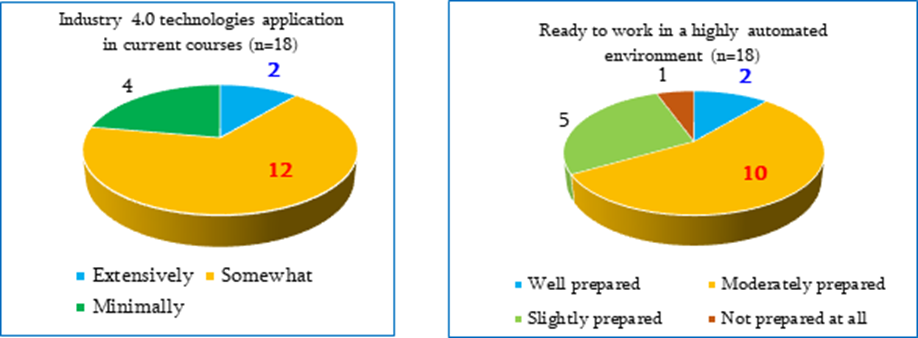 Industry 4.0 technologies application
in current courses (n=18)
2
4
12
Extensively Somewhat
Minimally
Ready to work in a highly automated
environment (n=18)
1
2
5
10
Well prepared Moderately prepared
Slightly prepared Not prepared at all